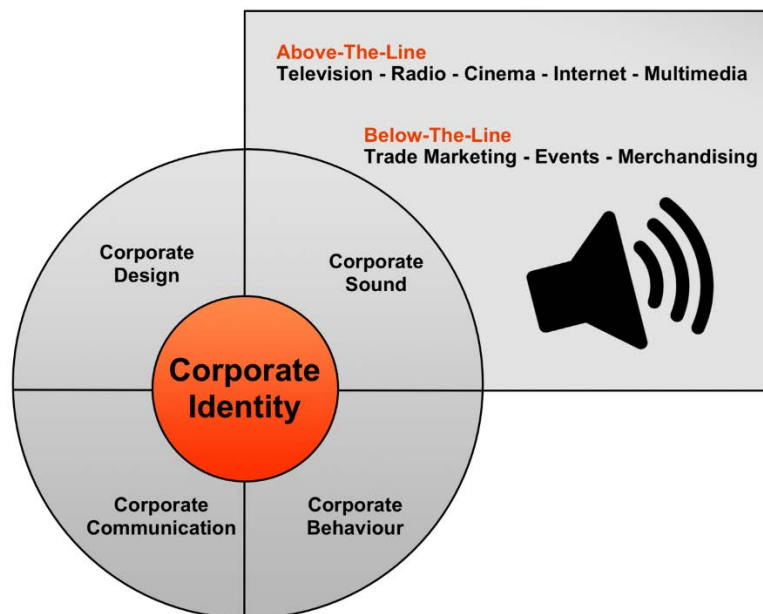 Above-The-Line
Television - Radio - Cinema - Internet - Multimedia
Below-The-Line
Trade Marketing - Events - Merchandising
Corporate
Design
Corporate
Sound
Corporate
Identity
Corporate
Communication
Corporate
Behaviour